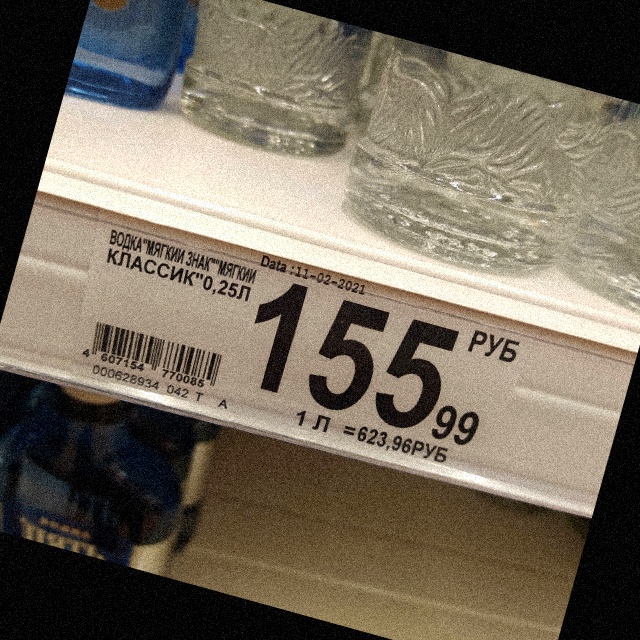 ВОДКА"МЯГКИЙ ЗНАК""МЯГКИЙ
КЛАССИК"0,25Л
Data :11-02-2021
155 99 РУБ
1 Л =623,96РУБ
4 607154 770085
000628934 042 Т А